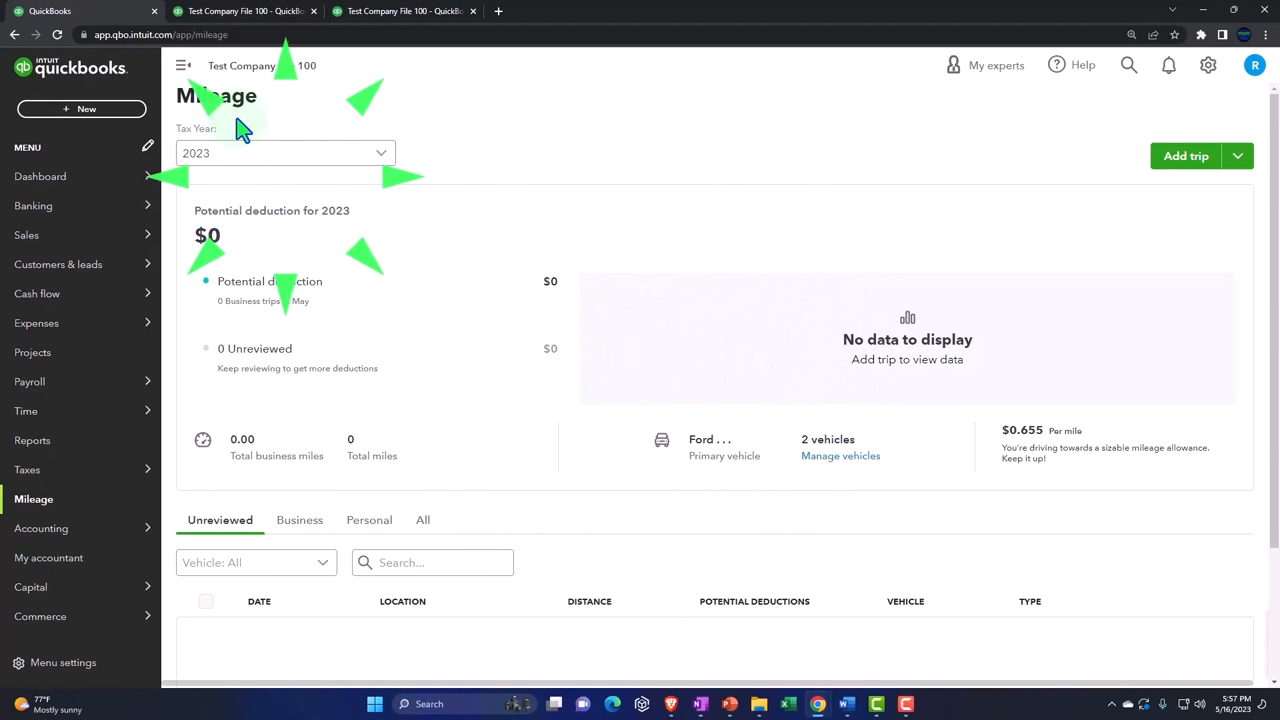 QuickBooks
Test Company File 100 - QuickBo
Test Company File 100 - QuickBo
app.qbo.intuit.com/app/mileage
INTUIT
quickbooks.
Test Company 100
My experts
Help
R
+ New
Mileage
Tax Year:
2023
Add trip
MENU
Dashboard
Banking
Sales
Customers & leads
Cash flow
Expenses
Projects
Payroll
Time
Reports
Taxes
Mileage
Accounting
My accountant
Capital
Commerce
Menu settings
Potential deduction for 2023
$0
Potential deduction $0
0 Business trips May
0 Unreviewed $0
Keep reviewing to get more deductions
No data to display
Add trip to view data
0.00
Total business miles
0
Total miles
Ford . . .
Primary vehicle
2 vehicles
Manage vehicles
$0.655 Per mile
You're driving towards a sizable mileage allowance.
Keep it up!
Unreviewed Business Personal All
Vehicle: All
Search...
DATE LOCATION DISTANCE POTENTIAL DEDUCTIONS VEHICLE TYPE
77°F
Mostly sunny
Search
5:57 PM
5/16/2023